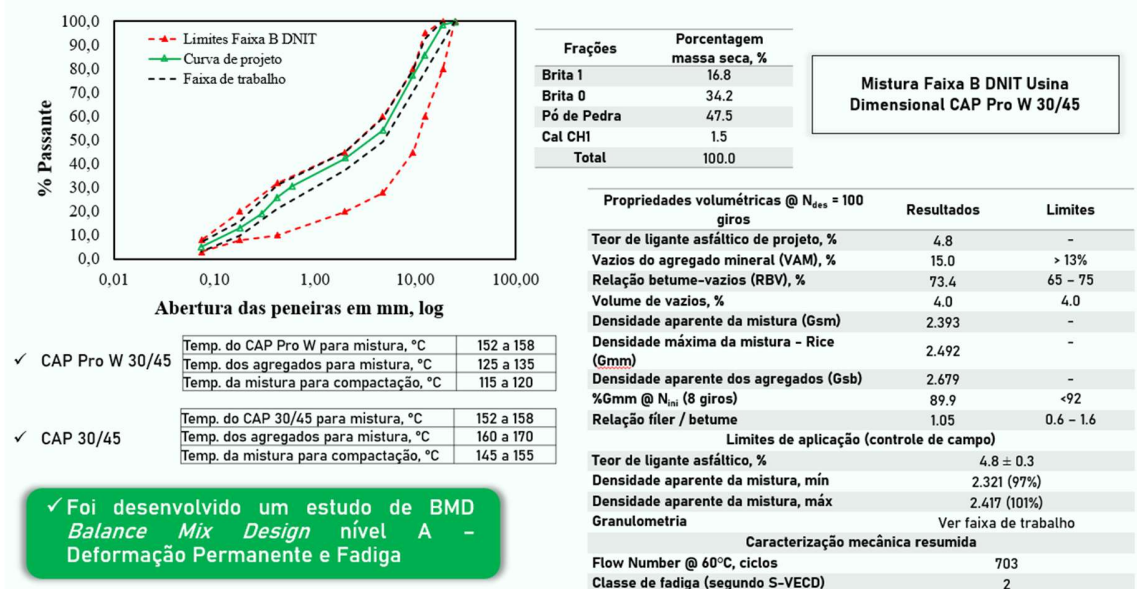 100,0
90,0
80,0
70,0
60,0
50,0
40,0
30,0
20,0
10,0
0,0
% Passante
Limites Faixa B DNIT
Curva de projeto
Faixa de trabalho
0,01 0,10 1,00 10,00 100,00
Abertura das peneiras em mm, log
Frações Porcentagem massa seca, %
Brita 1 16.8
Brita 0 34.2
Pó de Pedra 47.5
Cal CH1 1.5
Total 100.0
Mistura Faixa B DNIT Usina
Dimensional CAP Pro W 30/45
✓ CAP Pro W 30/45
Temp. do CAP Pro W para mistura, °C 152 a 158
Temp. dos agregados para mistura, °C 125 a 135
Temp. da mistura para compactação, °C 115 a 120
✓ CAP 30/45
Temp. do CAP 30/45 para mistura, °C 152 a 158
Temp. dos agregados para mistura, °C 160 a 170
Temp. da mistura para compactação, °C 145 a 155
✓ Foi desenvolvido um estudo de BMD
Balance Mix Design nível A –
Deformação Permanente e Fadiga
Propriedades volumétricas @ Ndes = 100
giros Resultados Limites
Teor de ligante asfáltico de projeto, % 4.8 -
Vazios do agregado mineral (VAM), % 15.0 > 13%
Relação betume-vazios (RBV), % 73.4 65 – 75
Volume de vazios, % 4.0 4.0
Densidade aparente da mistura (Gsm) 2.393 -
Densidade máxima da mistura - Rice
(Gmm) 2.492 -
Densidade aparente dos agregados (Gsb) 2.679 -
%Gmm @ Nini (8 giros) 89.9 <92
Relação fíler / betume 1.05 0.6 – 1.6
Limites de aplicação (controle de campo)
Teor de ligante asfáltico, % 4.8 ± 0.3
Densidade aparente da mistura, mín 2.321 (97%)
Densidade aparente da mistura, máx 2.417 (101%)
Granulometria Ver faixa de trabalho
Caracterização mecânica resumida
Flow Number @ 60°C, ciclos 703
Classe de fadiga (segundo S-VECD) 2